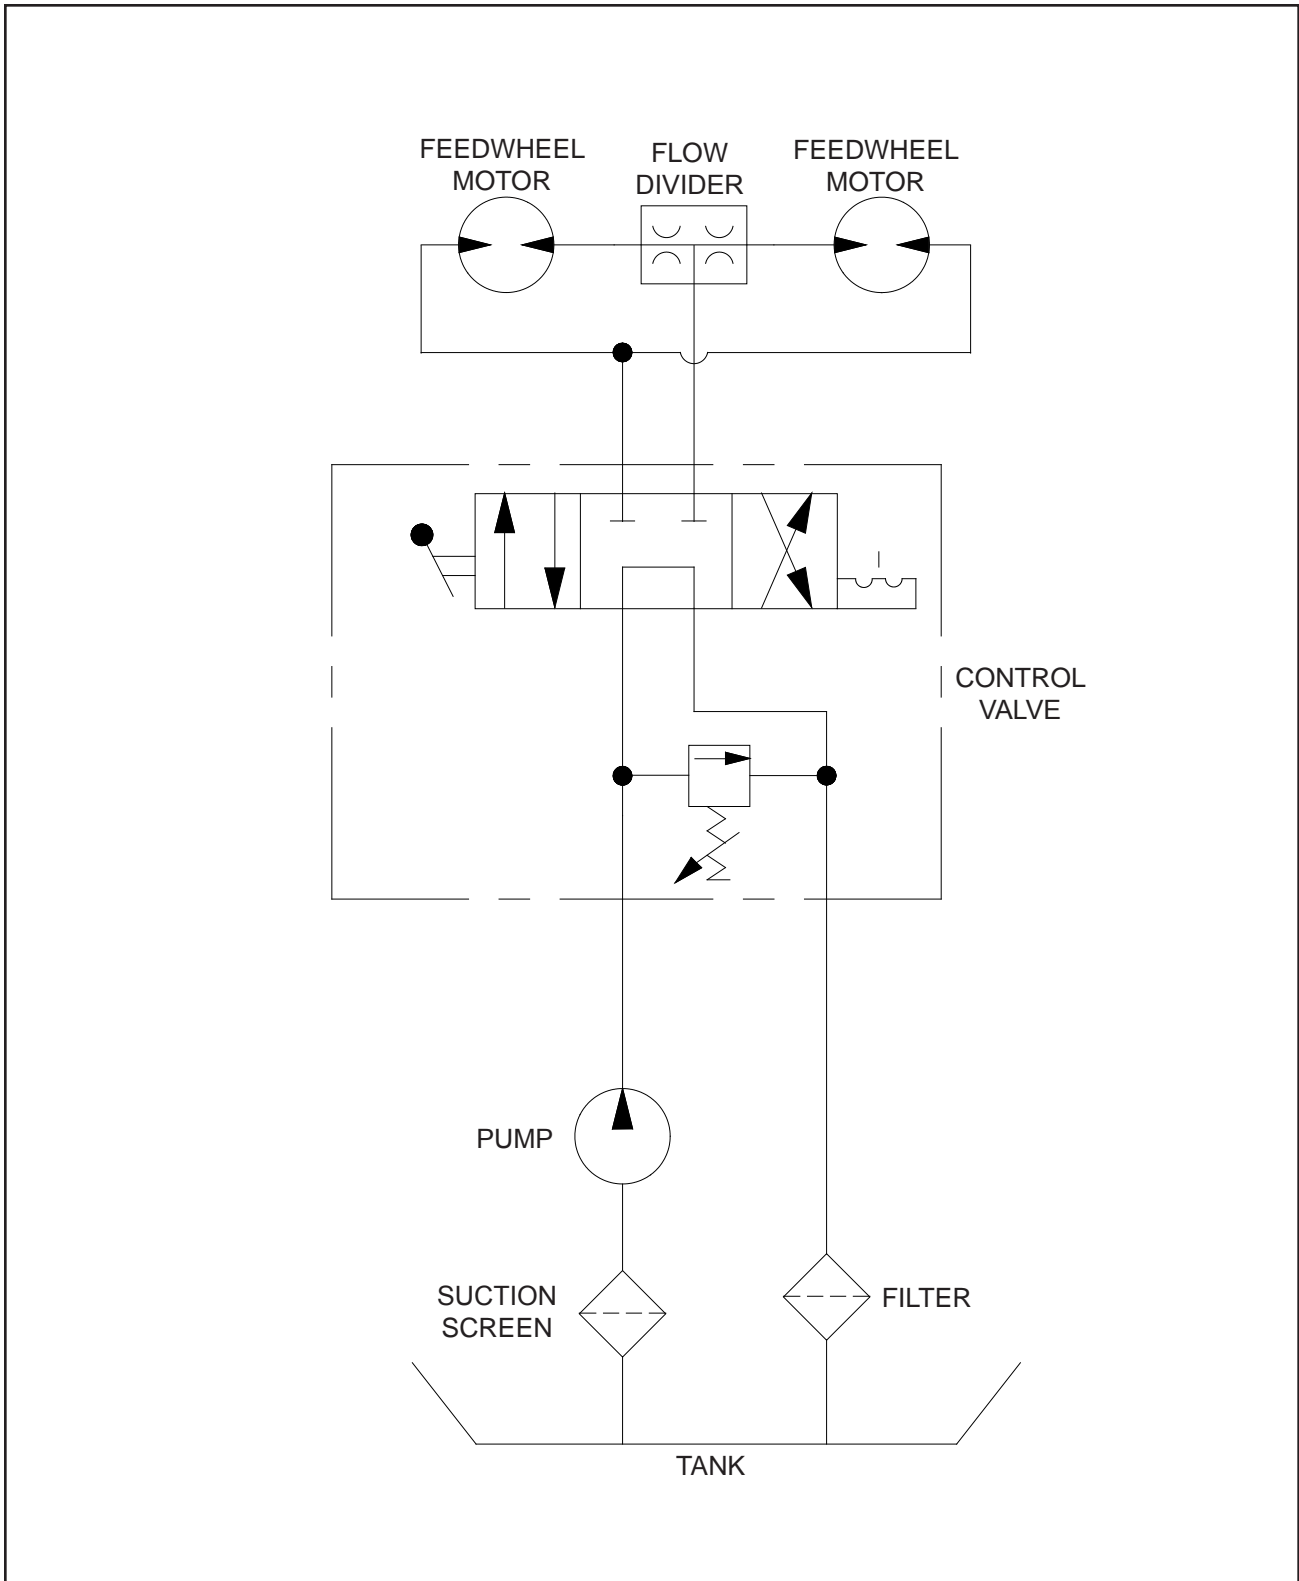 FEEDWHEEL
MOTOR
FLOW
DIVIDER
FEEDWHEEL
MOTOR
CONTROL
VALVE
PUMP
SUCTION
SCREEN
FILTER
TANK